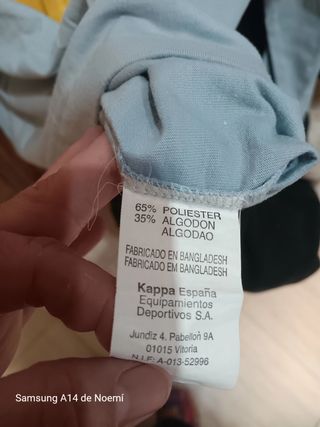 65% POLIESTER
35% ALGODON
ALGODAO
FABRICADO EN BANGLADESH
FABRICADO EM BANGLADESH
Kappa España
Equipamientos
Deportivos S.A.
Jundiz 4. Pabellon 9A
01015 Vitoria
N.I.F: A-013-52996
Samsung A14 de Noemí